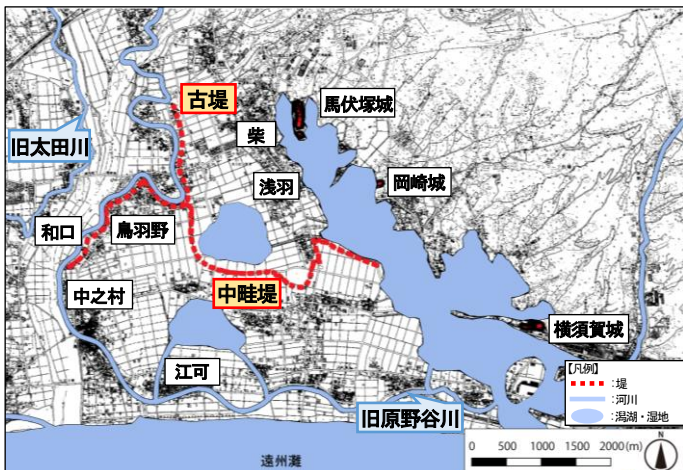 古堤
馬伏塚城
旧太田川
柴
岡崎城
浅羽
和口
鳥羽野
中之村
中畦堤
横須賀城
江可
旧原野谷川
【凡例】
:堤
:河川
:潟湖・湿地
遠州灘
0 500 1000 1500 2000(m)
N